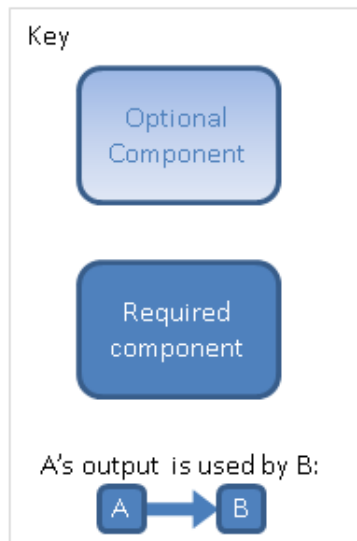 Key
Optional
Component
Required
component
A's output is used by B:
A B